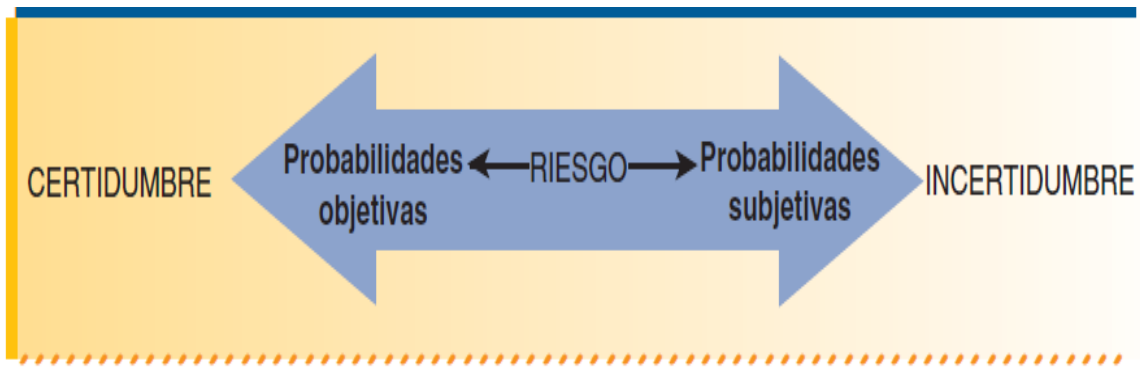 CERTIDUMBRE
Probabilidades
objetivas
RIESGO
Probabilidades
subjetivas
INCERTIDUMBRE